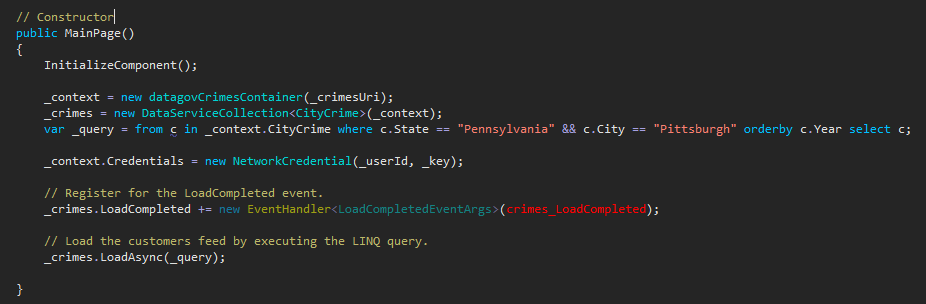 // Constructor
public MainPage()
{
InitializeComponent();
_context = new datagovCrimesContainer(_crimesUri);
_crimes = new DataServiceCollection<CityCrime>(_context);
var _query = from c in _context.CityCrime where c.State == "Pennsylvania" && c.City == "Pittsburgh" orderby c.Year select c;
_context.Credentials = new NetworkCredential(_userId, _key);
// Register for the LoadCompleted event.
_crimes.LoadCompleted += new EventHandler<LoadCompletedEventArgs>(crimes_LoadCompleted);
// Load the customers feed by executing the LINQ query.
_crimes.LoadAsync(_query);
}